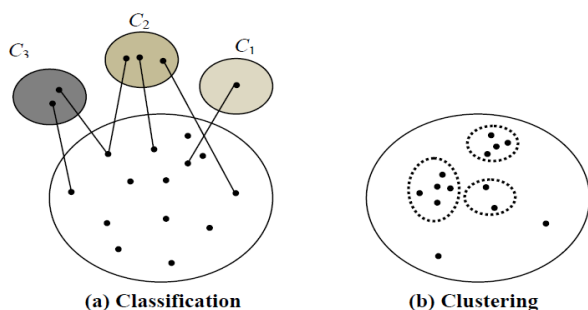 C₃
C₂
C₁
(a) Classification
(b) Clustering